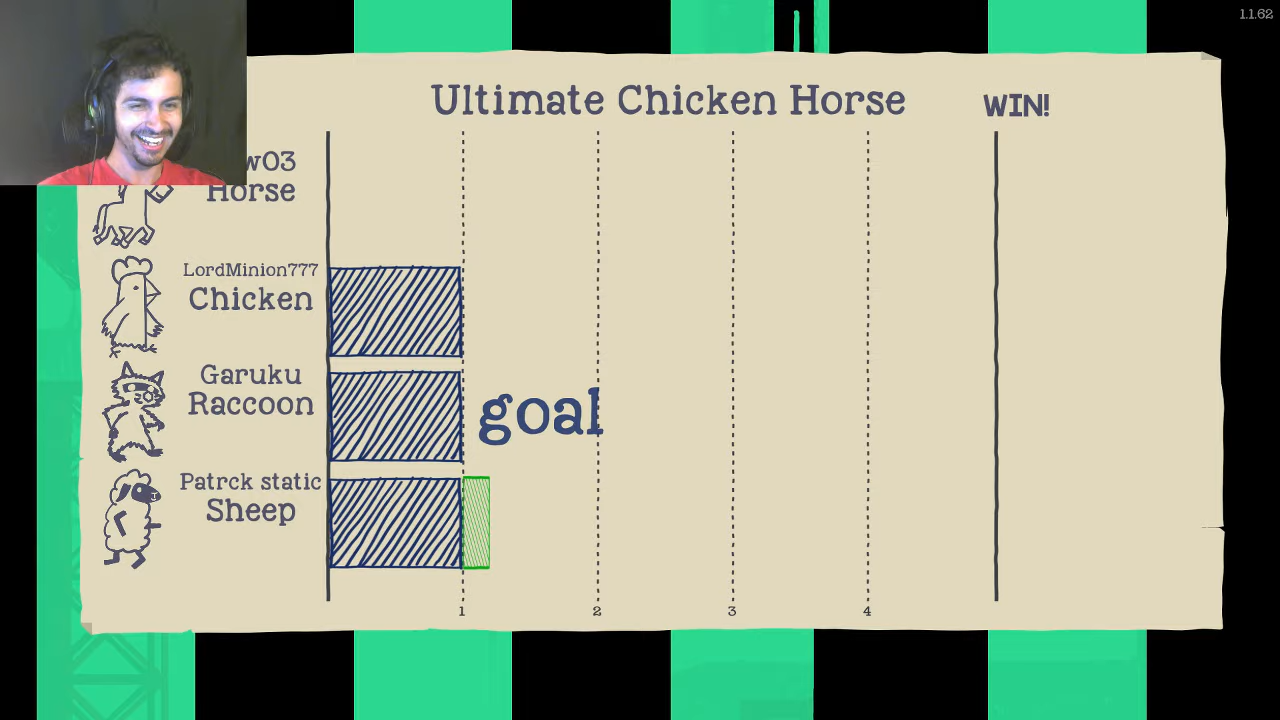 1.1.62
Ultimate Chicken Horse
WIN!
w03
Horse
LordMinion777
Chicken
Garuku
Raccoon
goal
Patrck static
Sheep
1 2 3 4